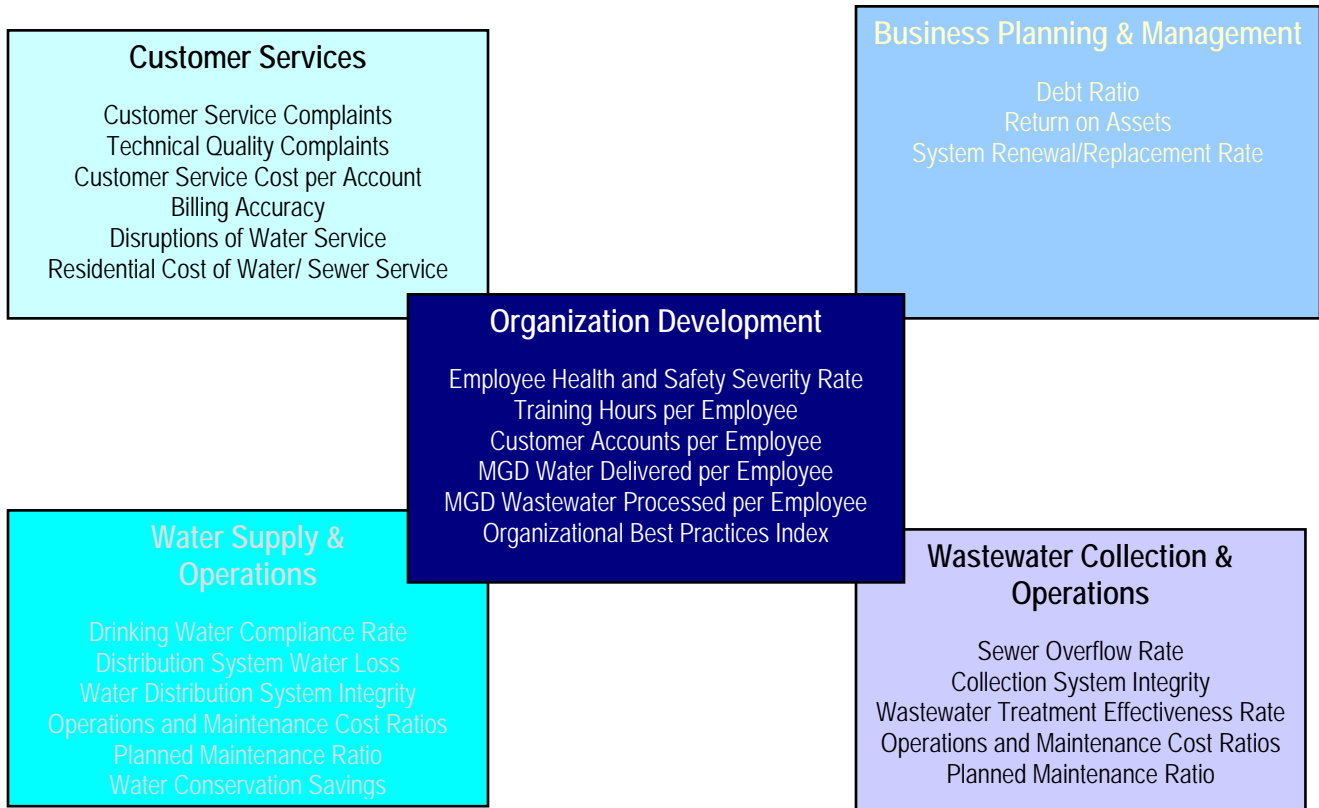 Customer Services
Customer Service Complaints
Technical Quality Complaints
Customer Service Cost per Account
Billing Accuracy
Disruptions of Water Service
Residential Cost of Water/ Sewer Service
Business Planning & Management
Debt Ratio
Return on Assets
System Renewal/Replacement Rate
Organization Development
Employee Health and Safety Severity Rate
Training Hours per Employee
Customer Accounts per Employee
MGD Water Delivered per Employee
MGD Wastewater Processed per Employee
Organizational Best Practices Index
Water Supply &
Operations
Drinking Water Compliance Rate
Distribution System Water Loss
Water Distribution System Integrity
Operations and Maintenance Cost Ratios
Planned Maintenance Ratio
Water Conservation Savings
Wastewater Collection &
Operations
Sewer Overflow Rate
Collection System Integrity
Wastewater Treatment Effectiveness Rate
Operations and Maintenance Cost Ratios
Planned Maintenance Ratio